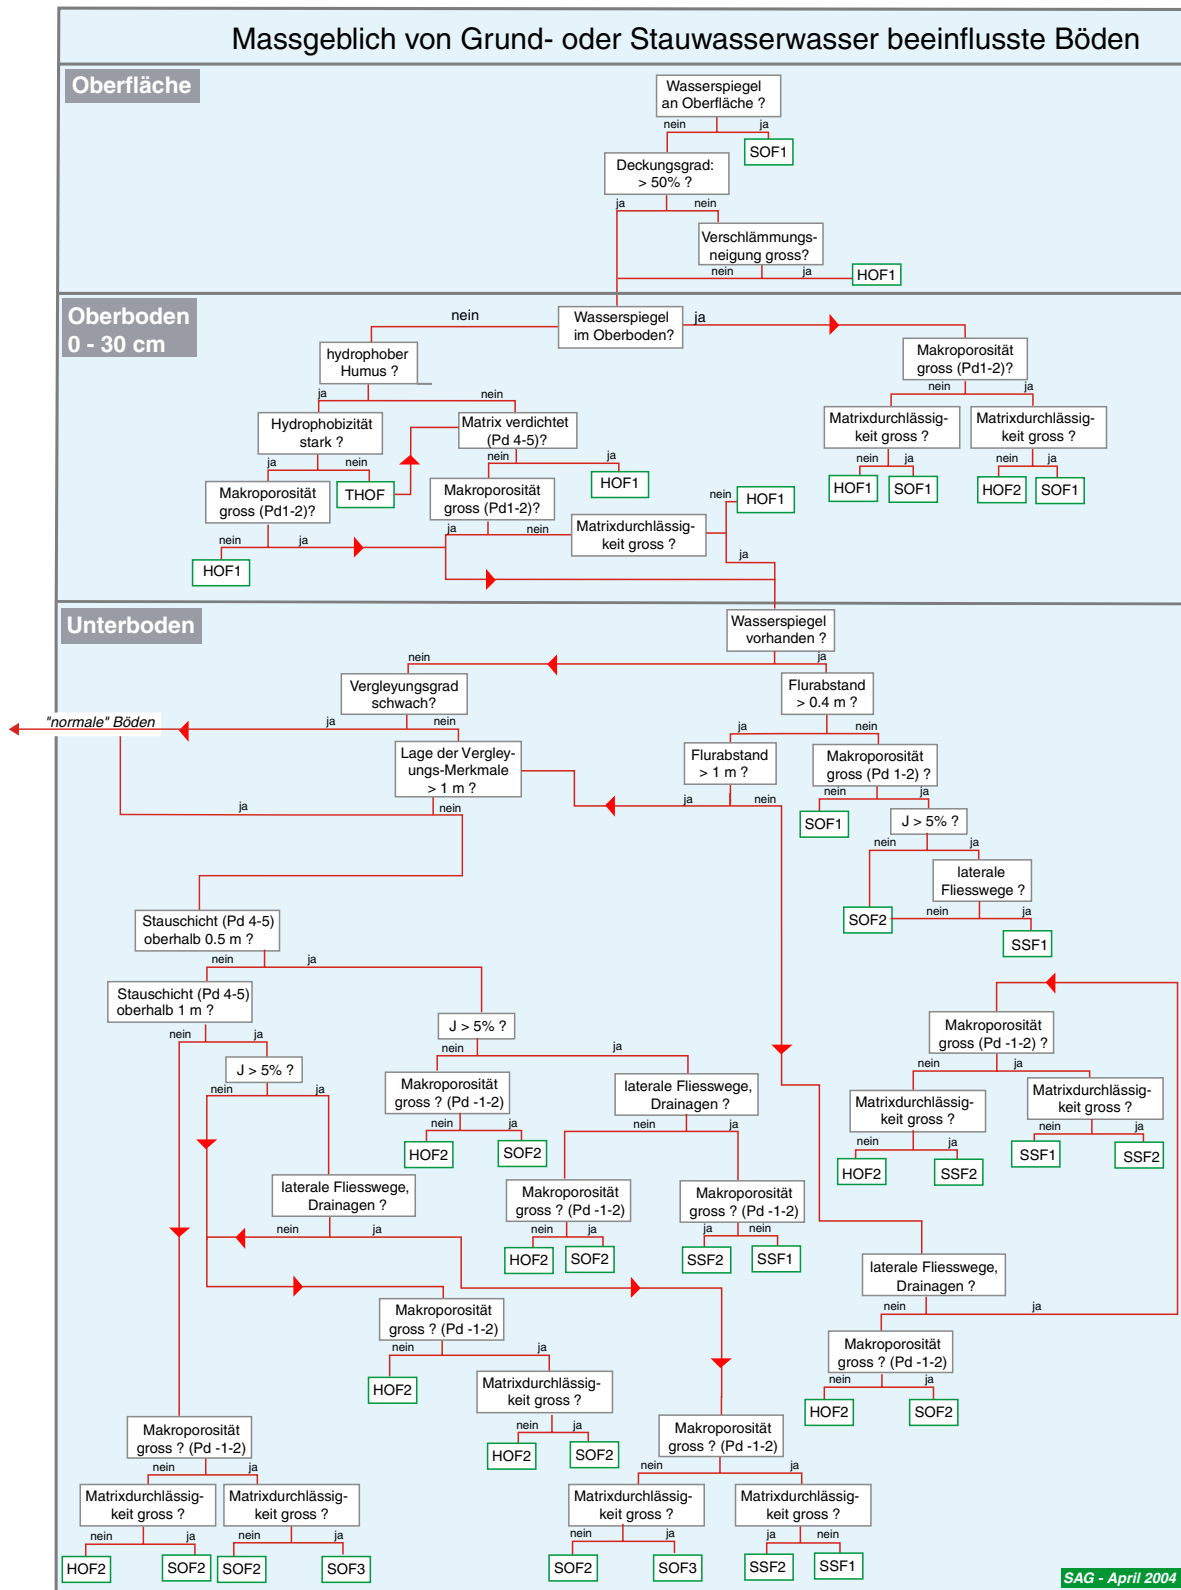 Massgeblich von Grund- oder Stauwasserwasser beeinflusste Böden
Oberfläche
Wasserspiegel
an Oberfläche ?
nein
ja
SOF1
Deckungsgrad:
> 50% ?
ja
nein
Verschlämmungs-
neigung gross?
nein
ja
HOF1
Oberboden
0 - 30 cm
Wasserspiegel
im Oberboden?
nein
ja
hydrophober
Humus ?
ja
nein
Makroporosität
gross (Pd1-2)?
nein
ja
Hydrophobizität
stark ?
ja
nein
Matrix verdichtet
(Pd 4-5)?
nein
ja
Matrixdurchlässig-
keit gross ?
nein
ja
Matrixdurchlässig-
keit gross ?
nein
ja
HOF1
SOF1
HOF2
SOF1
Makroporosität
gross (Pd1-2)?
nein
ja
THOF
Makroporosität
gross (Pd1-2)?
ja
nein
HOF1
Matrixdurchlässig-
keit gross ?
nein
HOF1
ja
HOF1
Unterboden
Wasserspiegel
vorhanden ?
nein
ja
Vergleyungsgrad
schwach?
ja
nein
"normale" Böden
Flurabstand
> 0.4 m ?
ja
nein
Lage der Vergley-
ungs-Merkmale
> 1 m ?
ja
nein
Flurabstand
> 1 m ?
ja
nein
Makroporosität
gross (Pd 1-2) ?
nein
ja
SOF1
J > 5% ?
nein
ja
laterale
Fliesswege ?
nein
ja
SOF2
SSF1
Stauschicht (Pd 4-5)
oberhalb 0.5 m ?
nein
ja
Stauschicht (Pd 4-5)
oberhalb 1 m ?
nein
ja
J > 5% ?
nein
ja
J > 5% ?
nein
ja
Makroporosität
gross ? (Pd -1-2)
nein
ja
HOF2
SOF2
laterale Fliesswege,
Drainagen ?
nein
ja
Makroporosität
gross (Pd -1-2) ?
nein
ja
Matrixdurchlässig-
keit gross ?
nein
ja
HOF2
SSF2
Matrixdurchlässig-
keit gross ?
nein
ja
SSF1
SSF2
laterale Fliesswege,
Drainagen ?
nein
ja
Makroporosität
gross ? (Pd -1-2)
nein
ja
HOF2
SOF2
Makroporosität
gross ? (Pd -1-2)
ja
nein
SSF2
SSF1
laterale Fliesswege,
Drainagen ?
nein
ja
Makroporosität
gross ? (Pd -1-2)
nein
ja
HOF2
SOF2
Makroporosität
gross ? (Pd -1-2)
nein
ja
HOF2
Matrixdurchlässig-
keit gross ?
nein
ja
HOF2
SOF2
Makroporosität
gross ? (Pd -1-2)
nein
ja
Matrixdurchlässig-
keit gross ?
nein
ja
HOF2
SOF2
Matrixdurchlässig-
keit gross ?
nein
ja
SOF2
SOF3
Makroporosität
gross ? (Pd -1-2)
nein
ja
Matrixdurchlässig-
keit gross ?
nein
ja
SOF2
SOF3
Matrixdurchlässig-
keit gross ?
ja
nein
SSF2
SSF1
SAG - April 2004